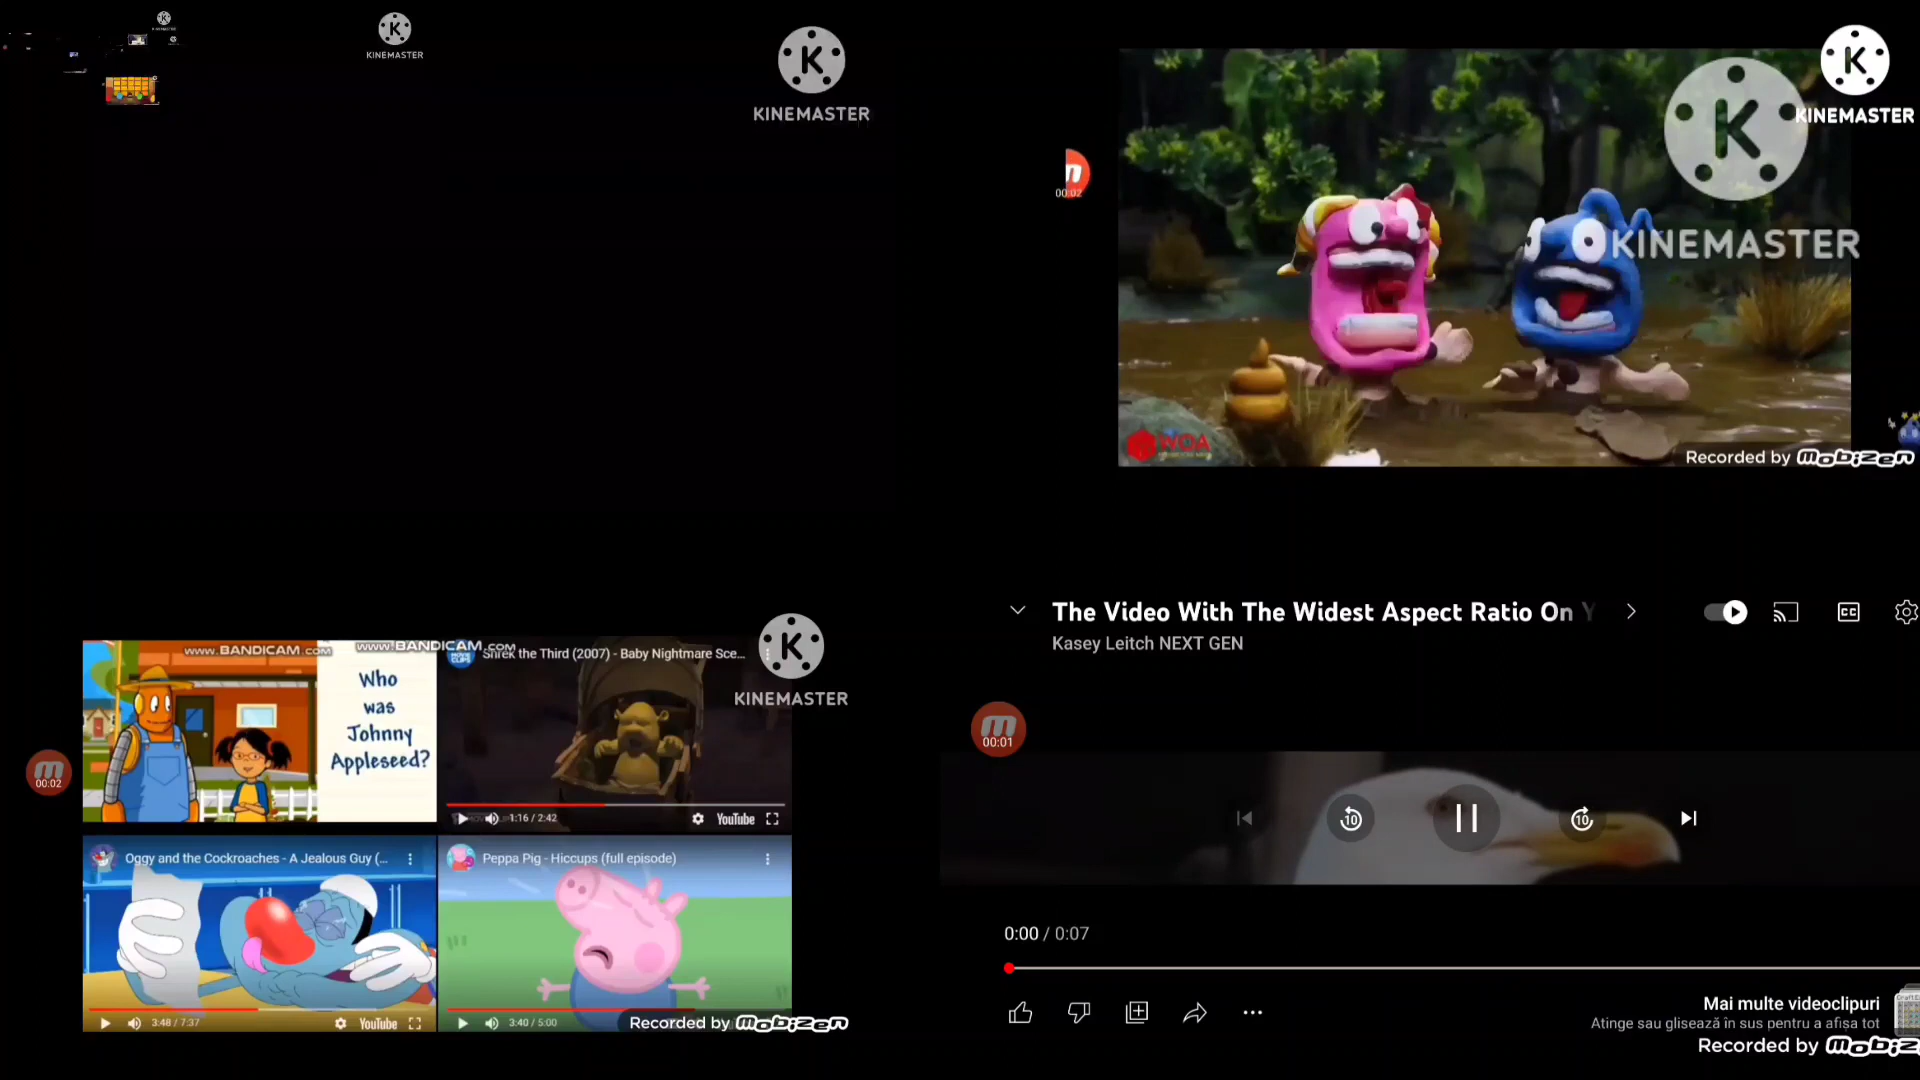 KINEMASTER
KINEMASTER
KINEMASTER
KINEMASTER
00:02
WOA
Recorded by Mobizen
The Video With The Widest Aspect Ratio On Y
Kasey Leitch NEXT GEN
00:01
0:00 / 0:07
Mai multe videoclipuri
Atinge sau glisează în sus pentru a afișa tot
Recorded by Mobiz
www.BANDICAM.com
www.BANDICAM.com
Who
was
Johnny
Appleseed?
Shrek the Third (2007) - Baby Nightmare Sce...
KINEMASTER
00:02
1:16 / 2:42
YouTube
Oggy and the Cockroaches - A Jealous Guy (...
3:48 / 7:37
YouTube
Peppa Pig - Hiccups (full episode)
3:40 / 5:00
Recorded by Mobizen